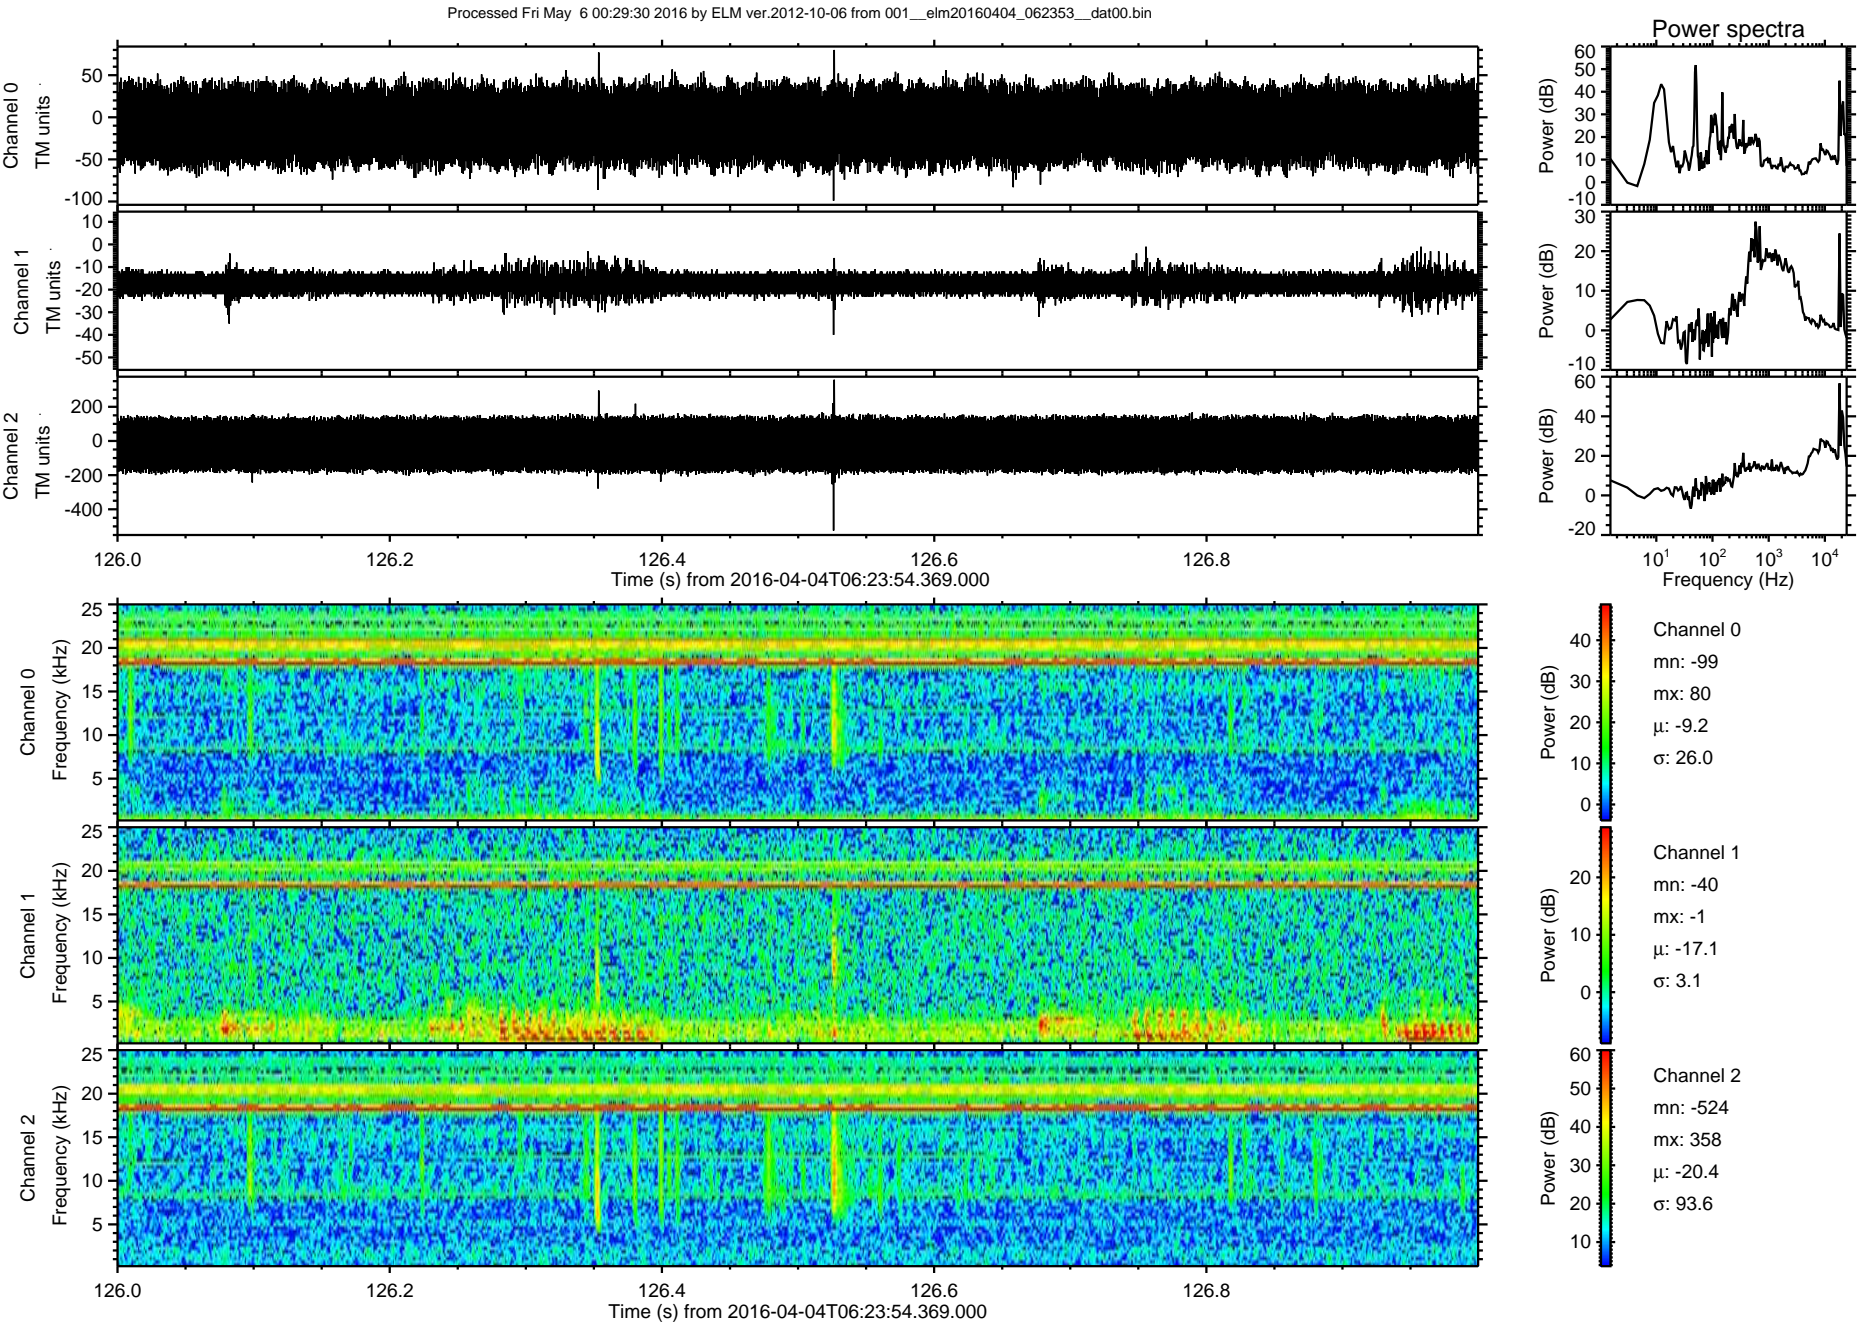 Processed Fri May  6 00:29:30 2016 by ELM ver.2012-10-06 from 001__elm20160404_062353__dat00.bin
Power spectra
Channel 0
TM units
50
0
-50
-100
Power (dB)
60
50
40
30
20
10
0
-10
Channel 1
TM units
10
0
-10
-20
-30
-40
-50
Power (dB)
30
20
10
0
-10
Channel 2
TM units
200
0
-200
-400
Power (dB)
60
40
20
0
-20
126.0
126.2
126.4
126.6
126.8
Time (s) from 2016-04-04T06:23:54.369.000
10^1
10^2
10^3
10^4
Frequency (Hz)
Channel 0
Frequency (kHz)
25
20
15
10
5
Power (dB)
40
30
20
10
0
Channel 0
mn: -99
mx: 80
μ: -9.2
σ: 26.0
Channel 1
Frequency (kHz)
25
20
15
10
5
Power (dB)
20
10
0
Channel 1
mn: -40
mx: -1
μ: -17.1
σ: 3.1
Channel 2
Frequency (kHz)
25
20
15
10
5
Power (dB)
60
50
40
30
20
10
Channel 2
mn: -524
mx: 358
μ: -20.4
σ: 93.6
126.0
126.2
126.4
126.6
126.8
Time (s) from 2016-04-04T06:23:54.369.000